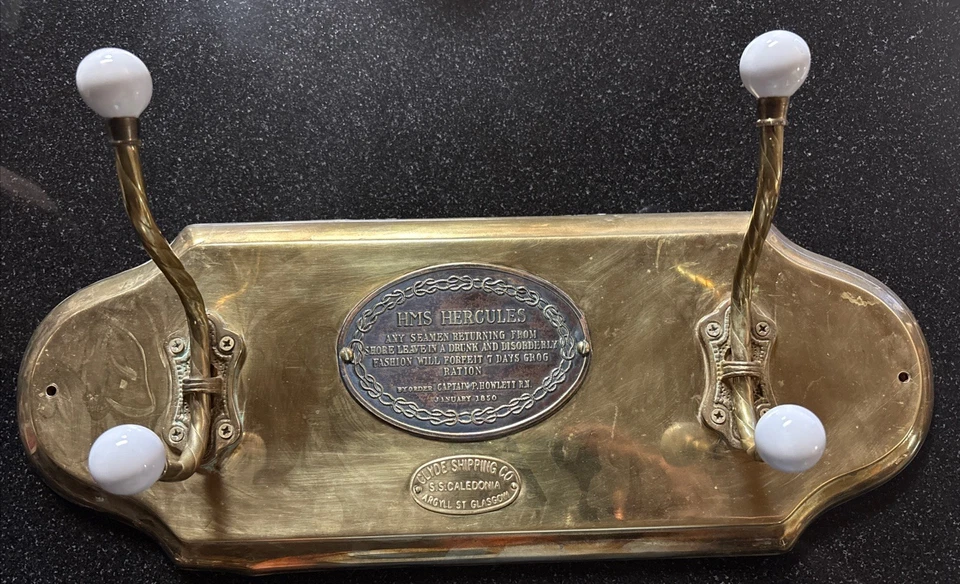 HMS HERCULES
ANY SEAMEN RETURNING FROM
SHORE LEAVE IN A DRUNK AND DISORDERLY
FASHION WILL FORFEIT 7 DAYS GROG
RATION
BY ORDER CAPTAIN P. HOWLETT R.N.
JANUARY 1850
CLYDE SHIPPING CO
S.S. CALEDONIA
ARGYLL ST GLASGOW